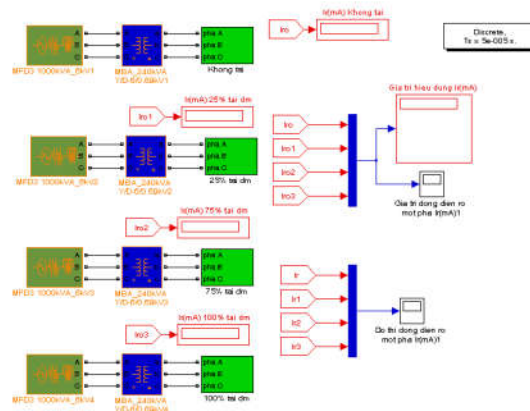 Ir(mA) Khong tai
Iro
Discrete,
Ts = 5e-005 s.
A
B
C
pha A
pha B
pha C
MPD3 1000kVA_6kV1
MBA_240kVA
Y/D-6/0.69kV1
Khong tai
Gia tri hieu dung Ir(mA)
Ir(mA) 25% tai dm
Iro1
A
B
C
pha A
pha B
pha C
MPD3 1000kVA_6kV2
MBA_240kVA
Y/D-6/0.69kV2
25% tai dm
Iro
Iro1
Iro2
Iro3
Gia tri dong dien ro
mot pha Ir(mA)1
Ir(mA) 75% tai dm
Iro2
A
B
C
pha A
pha B
pha C
MPD3 1000kVA_6kV3
MBA_240kVA
Y/D-6/0.69kV3
75% tai dm
Ir
Ir1
Ir2
Ir3
Do thi dong dien ro
mot pha Ir(mA)1
Ir(mA) 100% tai dm
Iro3
A
B
C
pha A
pha B
pha C
MPD3 1000kVA_6kV4
MBA_240kVA
Y/D-6/0.69kV4
100% tai dm